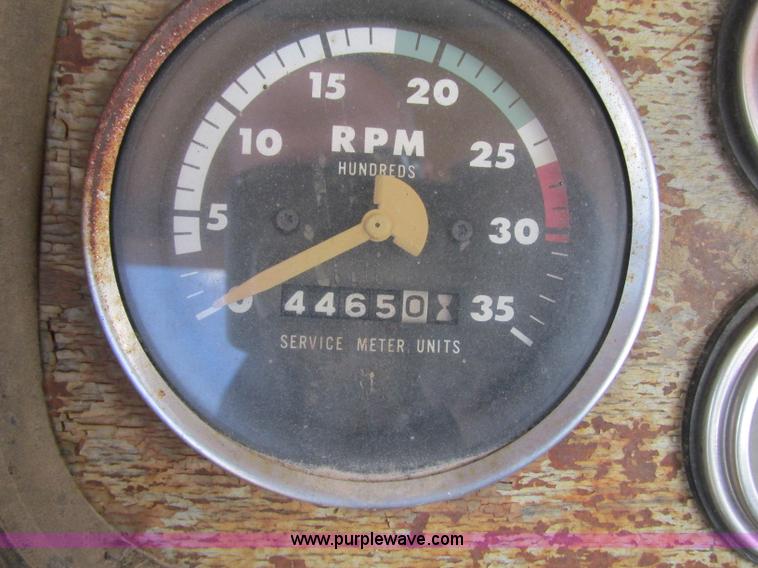 15 20
10 RPM 25
HUNDREDS
5 30
0 44650 35
SERVICE METER UNITS
www.purplewave.com